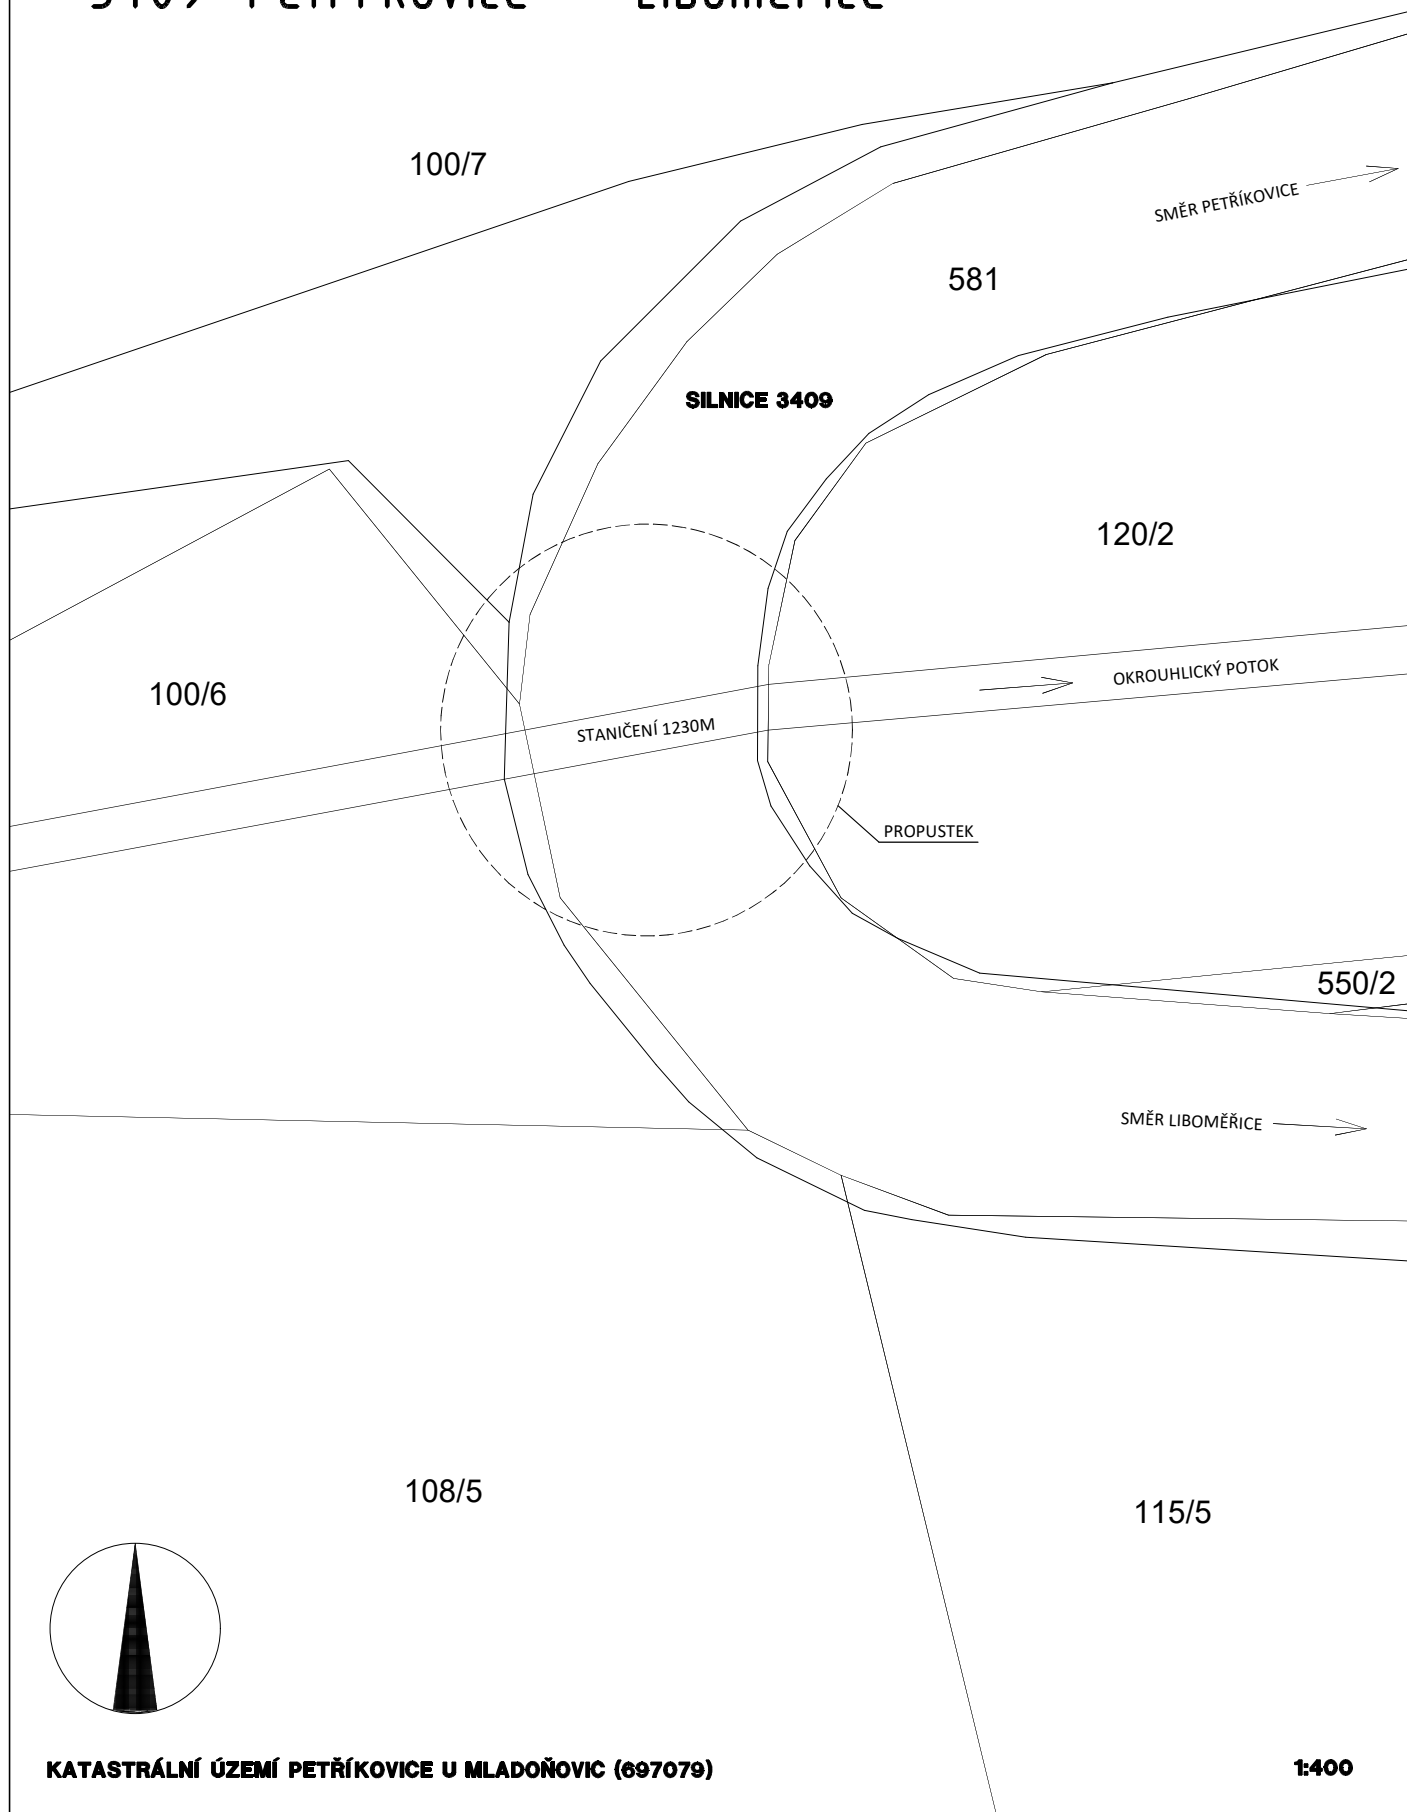 100/7
SMĚR PETŘÍKOVICE
581
SILNICE 3409
120/2
OKROUHLICKÝ POTOK
100/6
STANIČENÍ 1230M
PROPUSTEK
550/2
SMĚR LIBOMĚŘICE
108/5
115/5
KATASTRÁLNÍ ÚZEMÍ PETŘÍKOVICE U MLADOŇOVIC (697079)
1:400